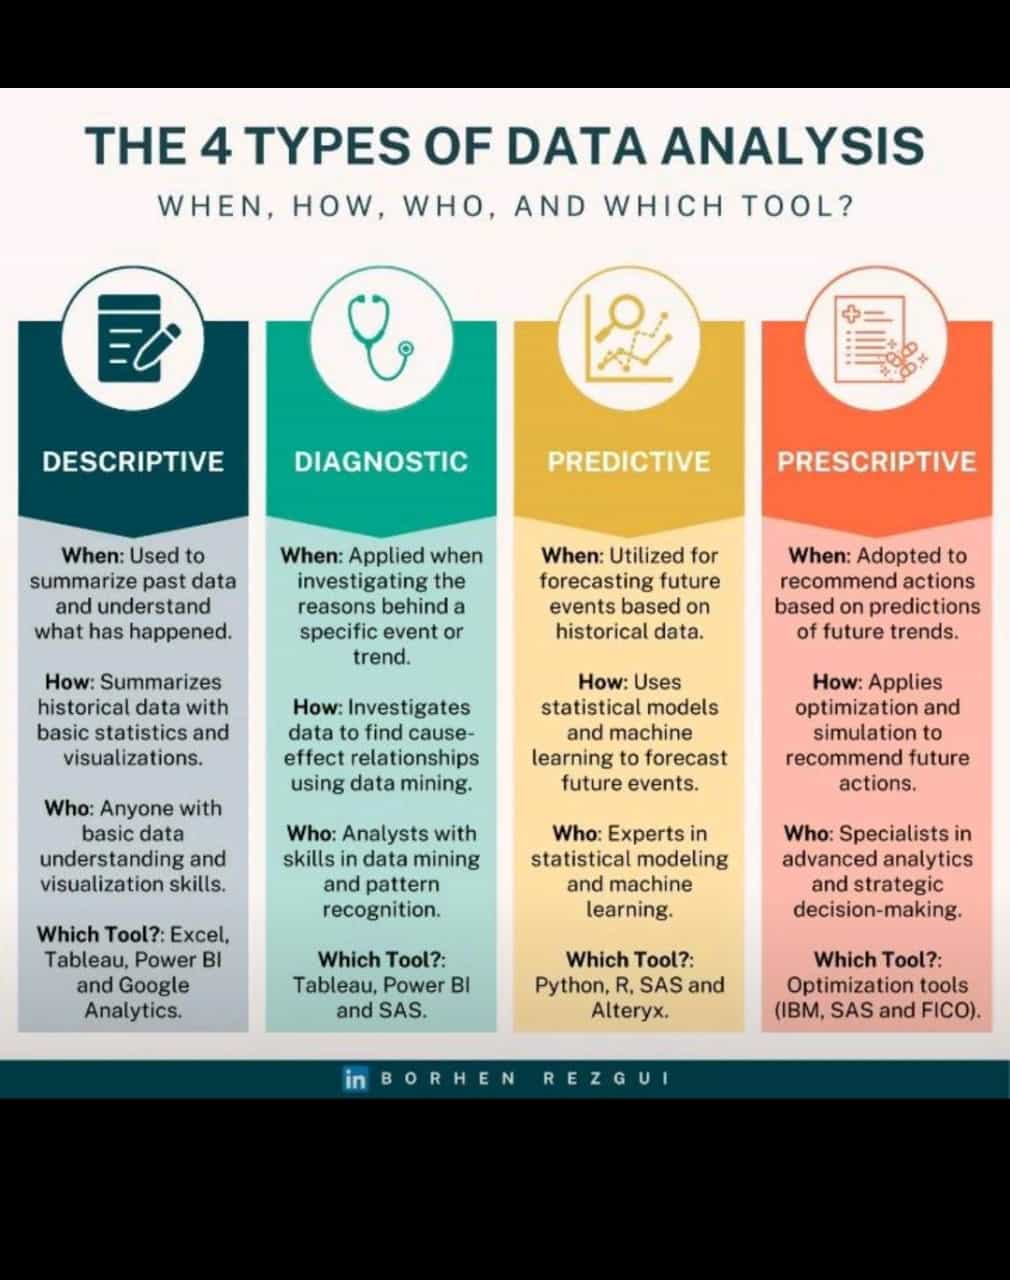 THE 4 TYPES OF DATA ANALYSIS
WHEN, HOW, WHO, AND WHICH TOOL?
DESCRIPTIVE
When: Used to
summarize past data
and understand
what has happened.
How: Summarizes
historical data with
basic statistics and
visualizations.
Who: Anyone with
basic data
understanding and
visualization skills.
Which Tool?: Excel,
Tableau, Power BI
and Google
Analytics.
DIAGNOSTIC
When: Applied when
investigating the
reasons behind a
specific event or
trend.
How: Investigates
data to find cause-
effect relationships
using data mining.
Who: Analysts with
skills in data mining
and pattern
recognition.
Which Tool?:
Tableau, Power BI
and SAS.
PREDICTIVE
When: Utilized for
forecasting future
events based on
historical data.
How: Uses
statistical models
and machine
learning to forecast
future events.
Who: Experts in
statistical modeling
and machine
learning.
Which Tool?:
Python, R, SAS and
Alteryx.
PRESCRIPTIVE
When: Adopted to
recommend actions
based on predictions
of future trends.
How: Applies
optimization and
simulation to
recommend future
actions.
Who: Specialists in
advanced analytics
and strategic
decision-making.
Which Tool?:
Optimization tools
(IBM, SAS and FICO).
in BORHEN REZGUI